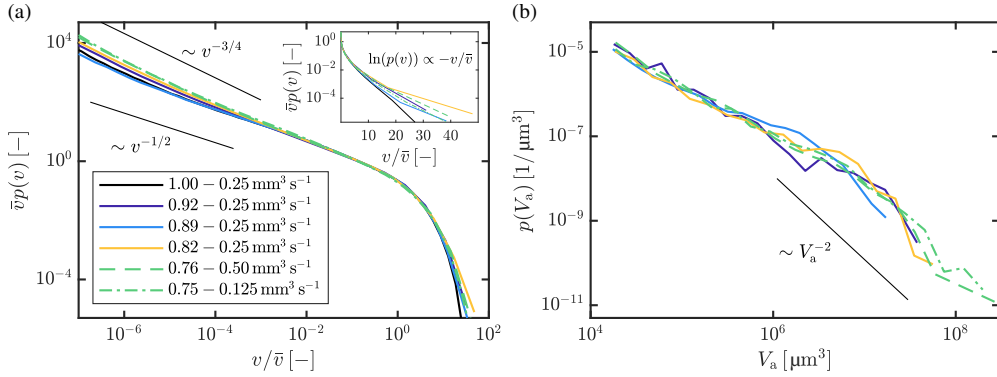 (a)
10^4
10^0
10^-4
v̄p(v) [−]
∼ v^-3/4
∼ v^-1/2
10^0
10^-2
10^-4
v̄p(v) [−]
ln(p(v)) ∝ −v/v̄
10 20 30 40
v/v̄ [−]
1.00 − 0.25 mm^3 s^-1
0.92 − 0.25 mm^3 s^-1
0.89 − 0.25 mm^3 s^-1
0.82 − 0.25 mm^3 s^-1
0.76 − 0.50 mm^3 s^-1
0.75 − 0.125 mm^3 s^-1
10^-6 10^-4 10^-2 10^0 10^2
v/v̄ [−]
(b)
10^-5
10^-7
10^-9
10^-11
p(V_a) [1/μm^3]
∼ V_a^-2
10^4 10^6 10^8
V_a [μm^3]